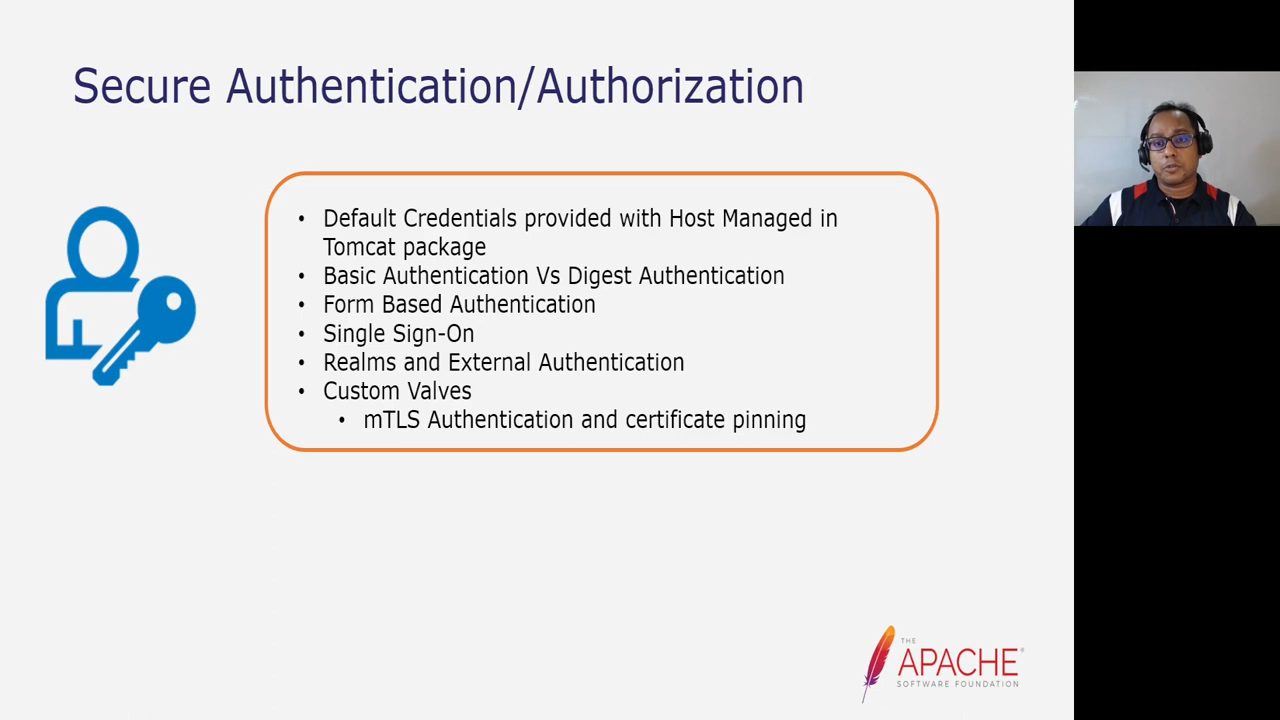 Secure Authentication/Authorization
• Default Credentials provided with Host Managed in
Tomcat package
• Basic Authentication Vs Digest Authentication
• Form Based Authentication
• Single Sign-On
• Realms and External Authentication
• Custom Valves
• mTLS Authentication and certificate pinning
THE
APACHE®
SOFTWARE FOUNDATION